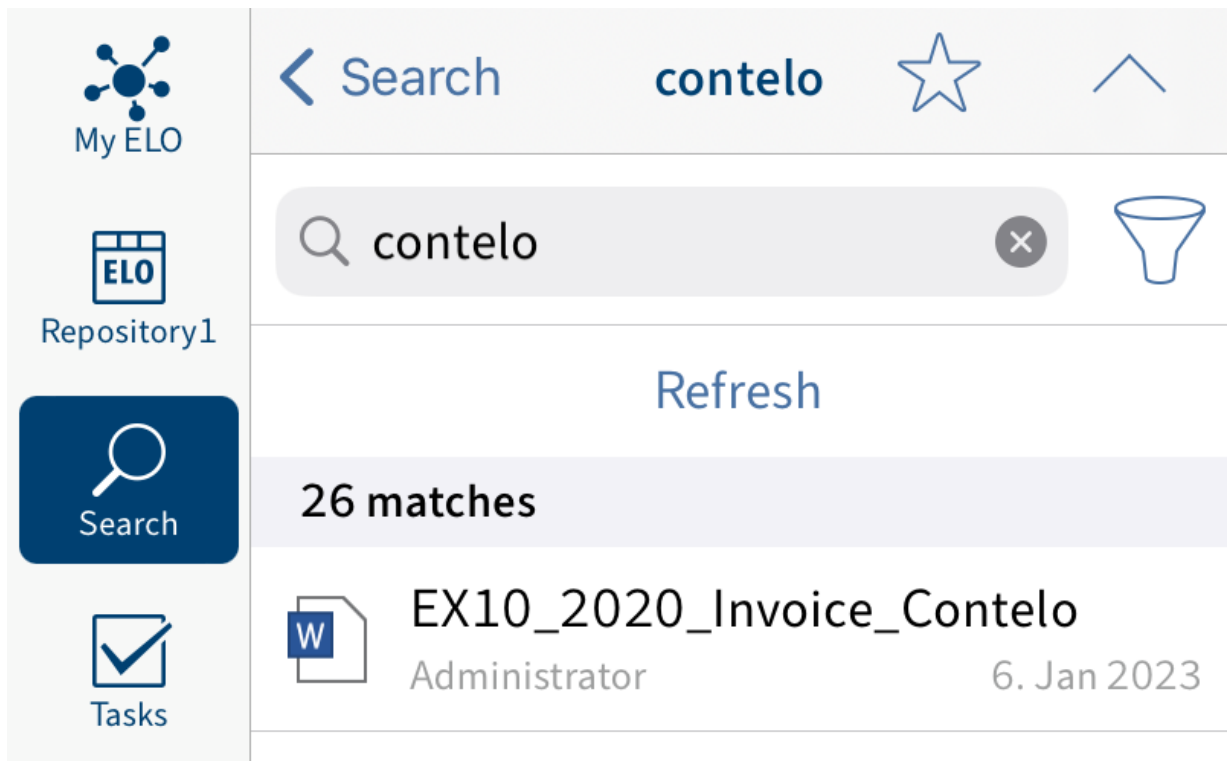 My ELO
ELO
Repository1
Search
Tasks
Search
contelo
contelo
Refresh
26 matches
W
EX10_2020_Invoice_Contelo
Administrator
6. Jan 2023